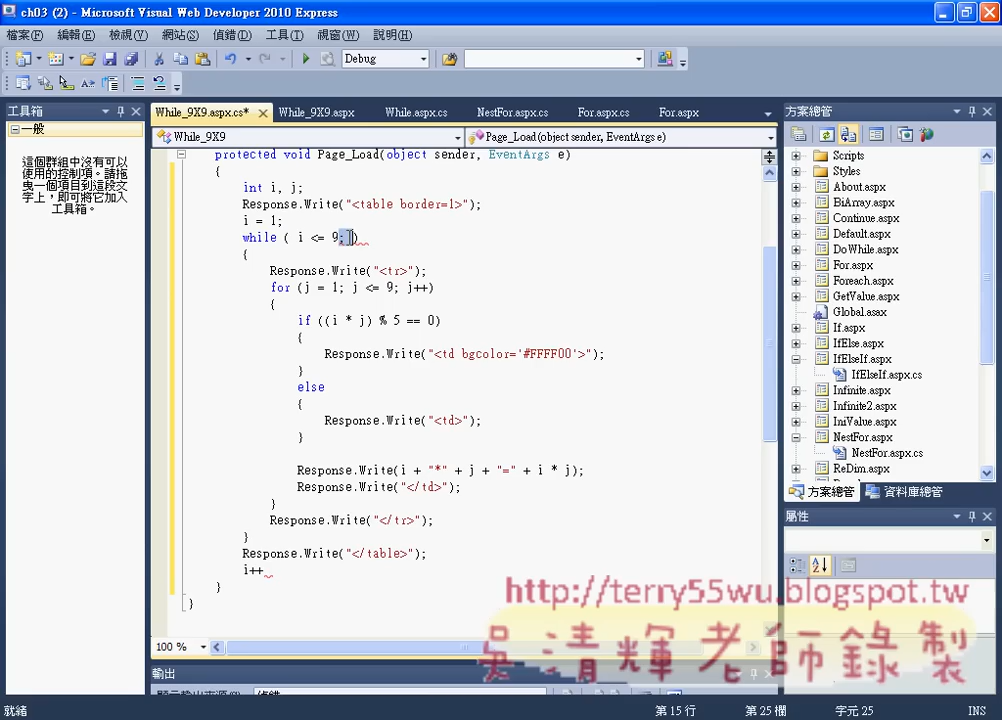 ch03 (2) - Microsoft Visual Web Developer 2010 Express
檔案(F) 編輯(E) 檢視(V) 網站(S) 偵錯(D) 工具(T) 視窗(W) 說明(H)
Debug
工具箱
一般
這個群組中沒有可以
使用的控制項。請拖
曳一個項目到這段文
字上，即可將它加入
工具箱。
While_9X9.aspx.cs* While_9X9.aspx While.aspx.cs NestFor.aspx.cs For.aspx.cs For.aspx
While_9X9 Page_Load(object sender, EventArgs e)
protected void Page_Load(object sender, EventArgs e)
{
int i, j;
Response.Write("<table border=1>");
i = 1;
while ( i <= 9; )
{
Response.Write("<tr>");
for (j = 1; j <= 9; j++)
{
if ((i * j) % 5 == 0)
{
Response.Write("<td bgcolor='#FFFF00'>");
}
else
{
Response.Write("<td>");
}
Response.Write(i + "*" + j + "=" + i * j);
Response.Write("</td>");
}
Response.Write("</tr>");
}
Response.Write("</table>");
i++
}
}
100 %
輸出
方案總管
Scripts
Styles
About.aspx
BiArray.aspx
Continue.aspx
Default.aspx
DoWhile.aspx
For.aspx
Foreach.aspx
GetValue.aspx
Global.asax
If.aspx
IfElse.aspx
IfElseIf.aspx
IfElseIf.aspx.cs
Infinite.aspx
Infinite2.aspx
IniValue.aspx
NestFor.aspx
NestFor.aspx.cs
ReDim.aspx
方案總管 資料庫總管
屬性
http://terry55wu.blogspot.tw
吳清輝老師錄製
就緒 第 15 行 第 25 欄 字元 25 INS